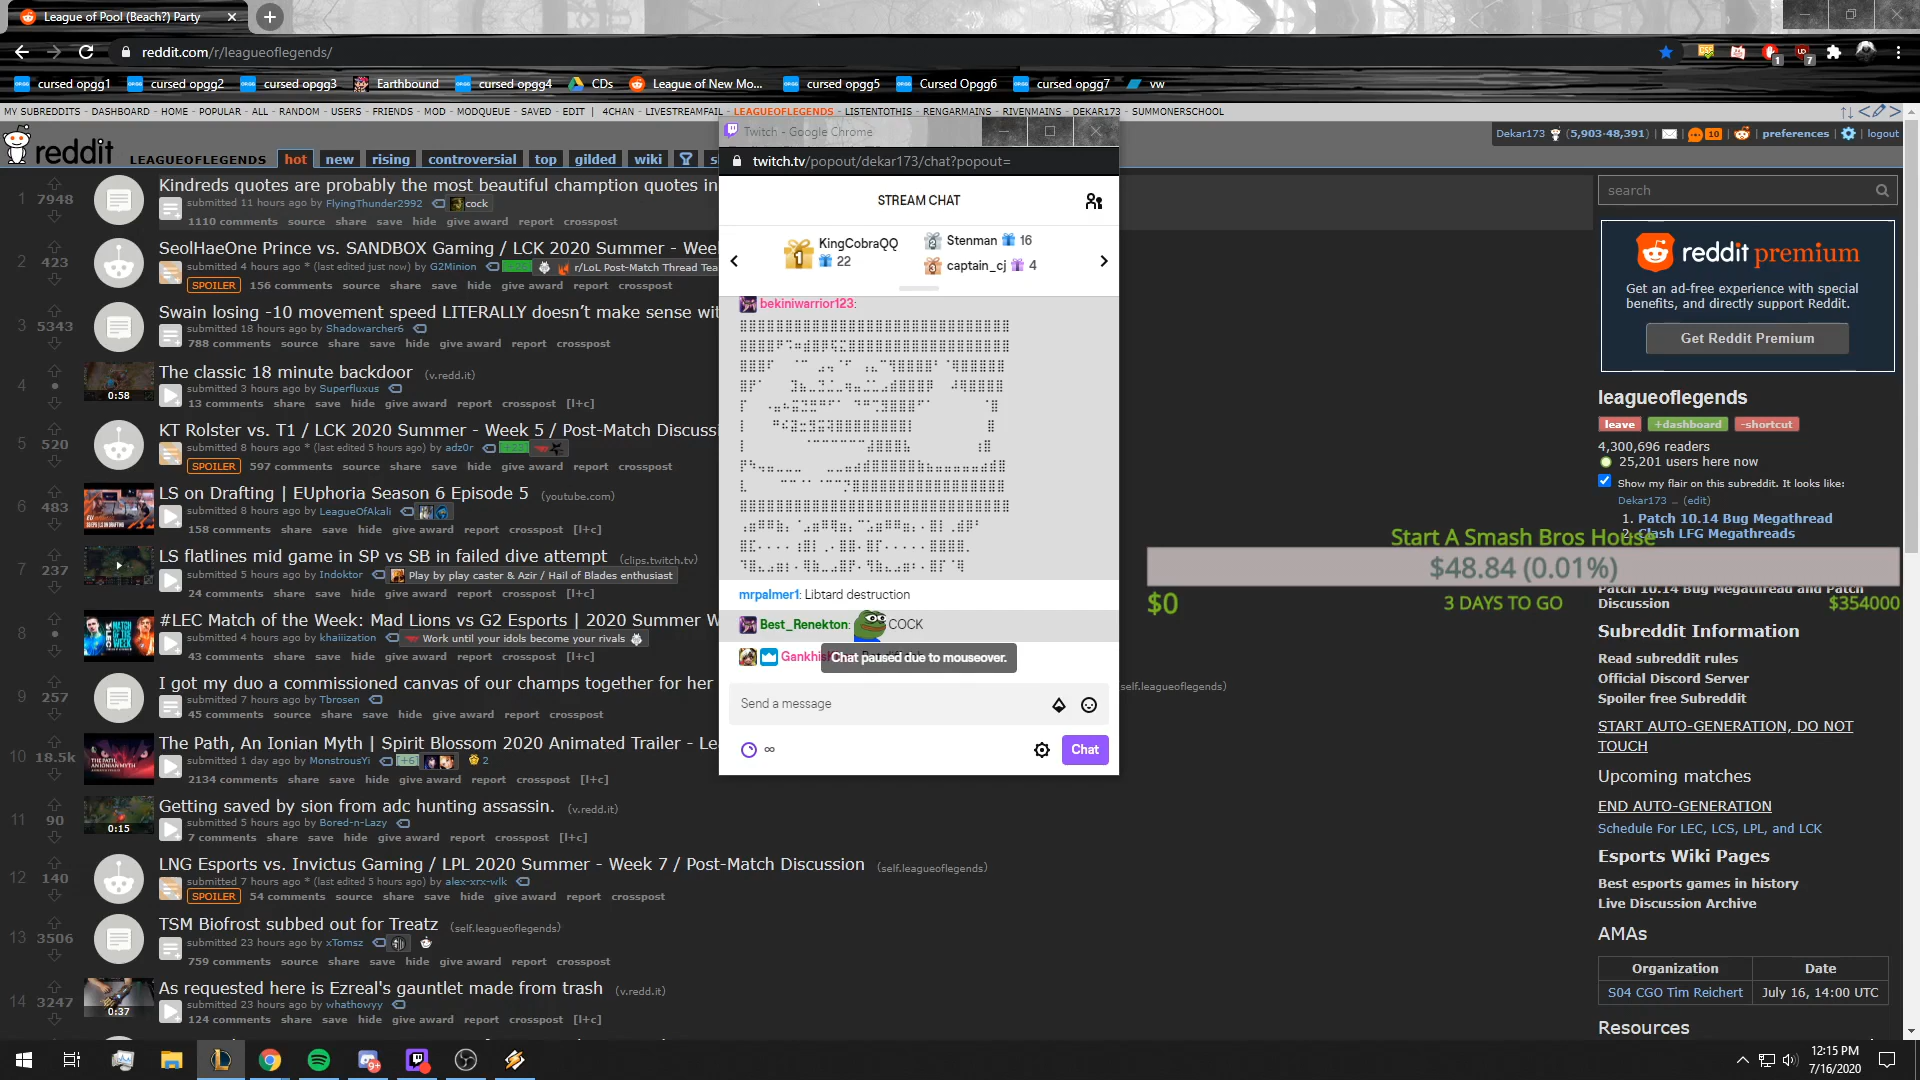 League of Pool (Beach?) Party
reddit.com/r/leagueoflegends/
cursed opgg1
cursed opgg2
cursed opgg3
Earthbound
cursed opgg4
CDs
League of New Mo...
cursed opgg5
Cursed Opgg6
cursed opgg7
vw
MY SUBREDDITS - DASHBOARD - HOME - POPULAR - ALL - RANDOM - USERS - FRIENDS - MOD - MODQUEUE - SAVED - EDIT | 4CHAN - LIVESTREAMFAIL - LEAGUEOFLEGENDS - LISTENTOTHIS - RENGARMAINS - RIVENMAINS - DEKAR173 - SUMMONERSCHOOL
Dekar173 (5,903·48,391) | 10 | preferences | logout
reddit LEAGUEOFLEGENDS hot new rising controversial top gilded wiki
1 7948
Kindreds quotes are probably the most beautiful chamption quotes in
submitted 11 hours ago by FlyingThunder2992 cock
1110 comments source share save hide give award report crosspost
2 423
SeolHaeOne Prince vs. SANDBOX Gaming / LCK 2020 Summer - Wee
submitted 4 hours ago * (last edited just now) by G2Minion r/LoL Post-Match Thread Tea
SPOILER 156 comments source share save hide give award report crosspost
3 5343
Swain losing -10 movement speed LITERALLY doesn't make sense wit
submitted 18 hours ago by Shadowarcher6
788 comments source share save hide give award report crosspost
4
The classic 18 minute backdoor (v.redd.it)
submitted 3 hours ago by Superfluxus
0:58
13 comments share save hide give award report crosspost [l+c]
5 520
KT Rolster vs. T1 / LCK 2020 Summer - Week 5 / Post-Match Discussi
submitted 8 hours ago * (last edited 5 hours ago) by adz0r
SPOILER 597 comments source share save hide give award report crosspost
6 483
LS on Drafting | EUphoria Season 6 Episode 5 (youtube.com)
submitted 8 hours ago by LeagueOfAkali
158 comments share save hide give award report crosspost [l+c]
7 237
LS flatlines mid game in SP vs SB in failed dive attempt (clips.twitch.tv)
submitted 5 hours ago by Indoktor Play by play caster & Azir / Hail of Blades enthusiast
24 comments share save hide give award report crosspost [l+c]
8
#LEC Match of the Week: Mad Lions vs G2 Esports | 2020 Summer W
submitted 4 hours ago by khaiiization Work until your idols become your rivals
43 comments share save hide give award report crosspost [l+c]
9 257
I got my duo a commissioned canvas of our champs together for her
self.leagueoflegends)
submitted 7 hours ago by Tbrosen
45 comments source share save hide give award report crosspost
10 18.5k
The Path, An Ionian Myth | Spirit Blossom 2020 Animated Trailer - Le
submitted 1 day ago by MonstrousYi [+6] 2
2134 comments share save hide give award report crosspost [l+c]
11 90
Getting saved by sion from adc hunting assassin. (v.redd.it)
submitted 5 hours ago by Bored-n-Lazy
0:15
7 comments share save hide give award report crosspost [l+c]
12 140
LNG Esports vs. Invictus Gaming / LPL 2020 Summer - Week 7 / Post-Match Discussion (self.leagueoflegends)
submitted 7 hours ago * (last edited 5 hours ago) by alex-xrx-wlk
SPOILER 54 comments source share save hide give award report crosspost
13 3506
TSM Biofrost subbed out for Treatz (self.leagueoflegends)
submitted 23 hours ago by xTomsz
759 comments source share save hide give award report crosspost
14 3247
As requested here is Ezreal's gauntlet made from trash (v.redd.it)
submitted 23 hours ago by whathowyy
0:37
124 comments share save hide give award report crosspost [l+c]
Twitch - Google Chrome
twitch.tv/popout/dekar173/chat?popout=
STREAM CHAT
1 KingCobraQQ
22
2 Stenman 16
3 captain_cj 4
bekiniwarrior123:
mrpalmer1: Libtard destruction
Best_Renekton: COCK
Chat paused due to mouseover.
Send a message
∞
Chat
search
reddit premium
Get an ad-free experience with special
benefits, and directly support Reddit.
Get Reddit Premium
leagueoflegends
leave +dashboard -shortcut
4,300,696 readers
25,201 users here now
Show my flair on this subreddit. It looks like:
Dekar173 (edit)
1. Patch 10.14 Bug Megathread
2. Clash LFG Megathreads
Start A Smash Bros House
$48.84 (0.01%)
$0
3 DAYS TO GO
$354000
Patch 10.14 Bug Megathread and Patch
Discussion
Subreddit Information
Read subreddit rules
Official Discord Server
Spoiler free Subreddit
START AUTO-GENERATION, DO NOT
TOUCH
Upcoming matches
END AUTO-GENERATION
Schedule For LEC, LCS, LPL, and LCK
Esports Wiki Pages
Best esports games in history
Live Discussion Archive
AMAs
Organization Date
S04 CGO Tim Reichert July 16, 14:00 UTC
Resources
12:15 PM
7/16/2020